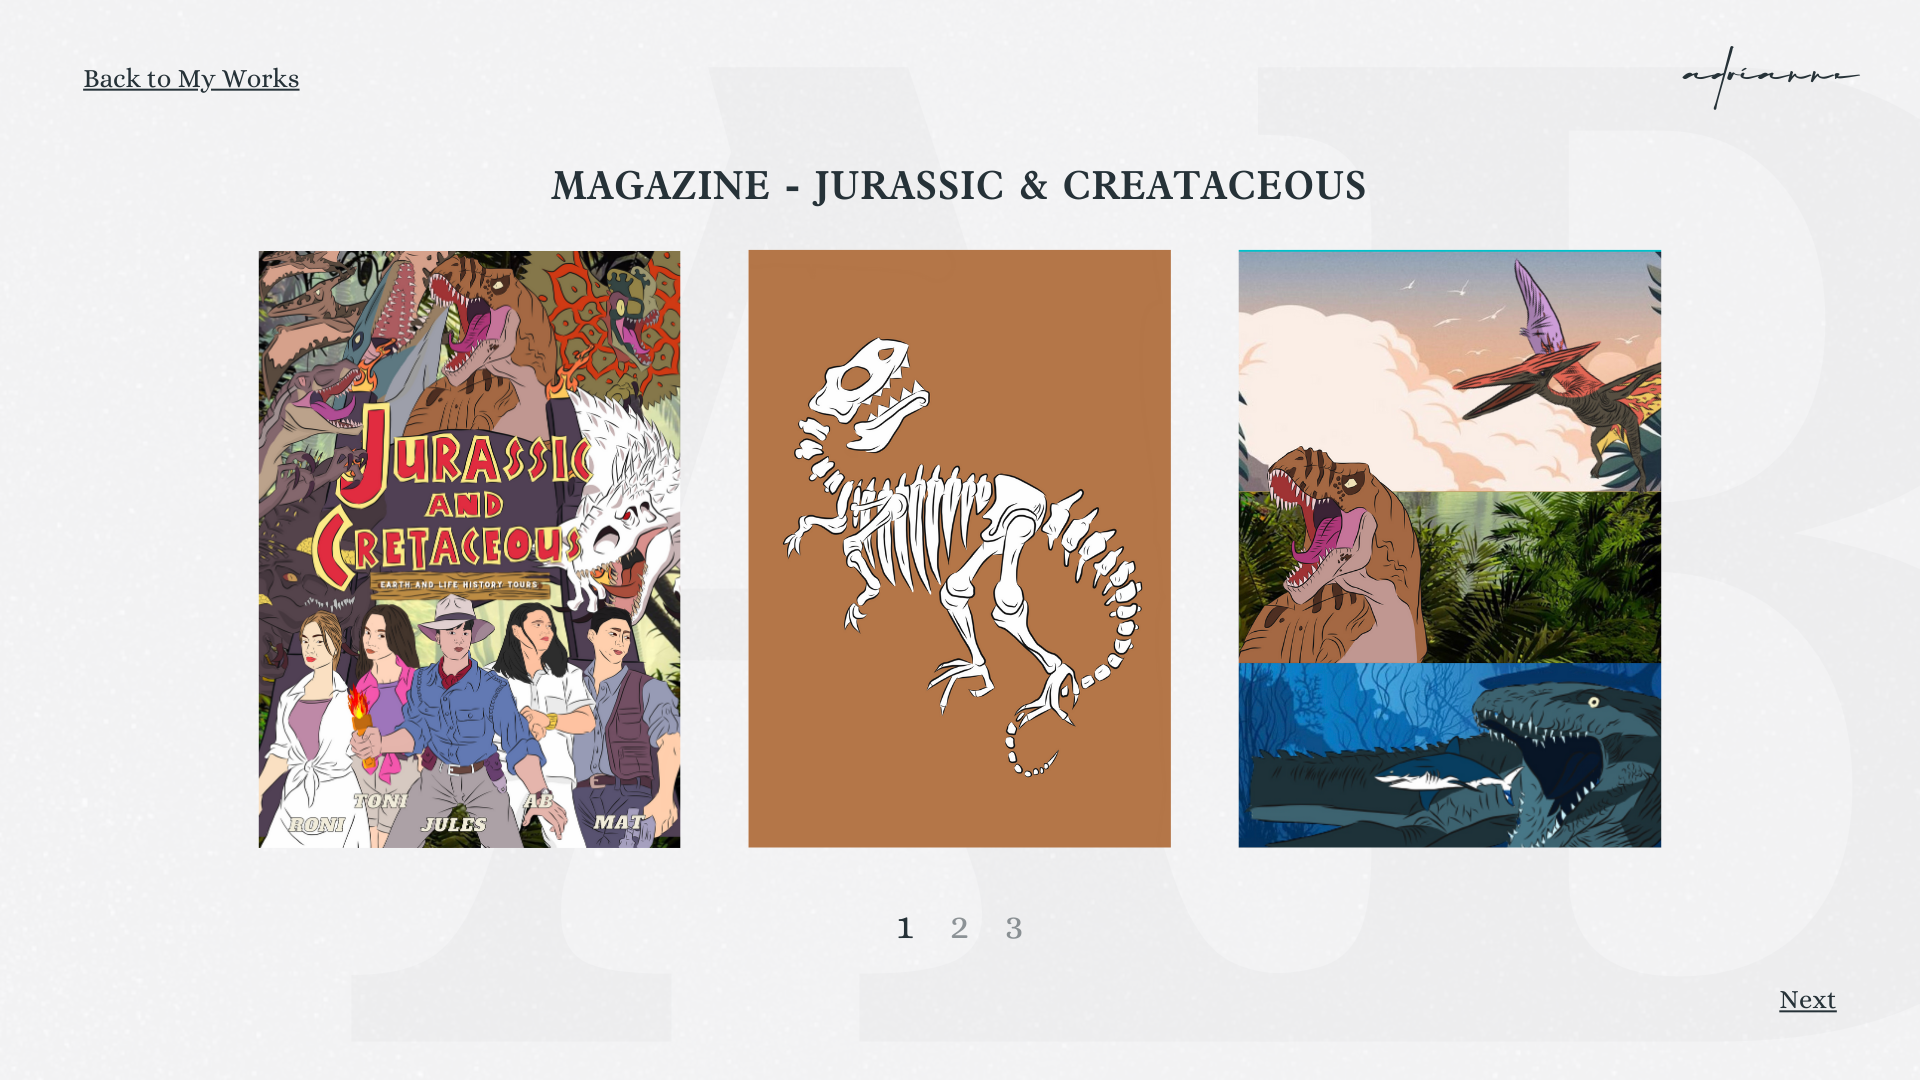 Back to My Works
adrianne
MAGAZINE - JURASSIC & CREATACEOUS
JURASSIC
AND
CRETACEOUS
EARTH AND LIFE HISTORY TOURS
TONI
AB
RONI
JULES
MAT
1 2 3
Next